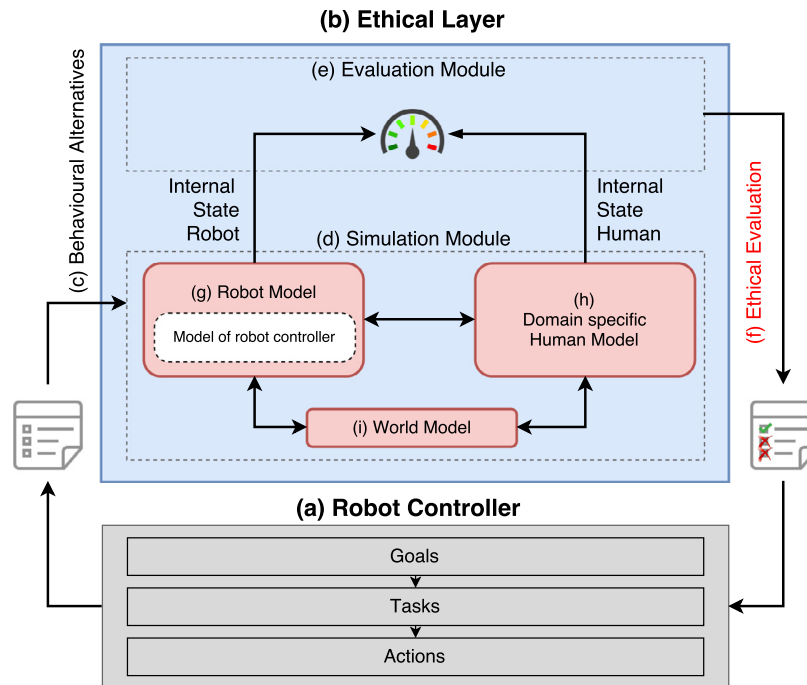 (b) Ethical Layer
(e) Evaluation Module
(c) Behavioural Alternatives
Internal
State
Robot
Internal
State
Human
(f) Ethical Evaluation
(d) Simulation Module
(g) Robot Model
Model of robot controller
(h)
Domain specific
Human Model
(i) World Model
(a) Robot Controller
Goals
Tasks
Actions